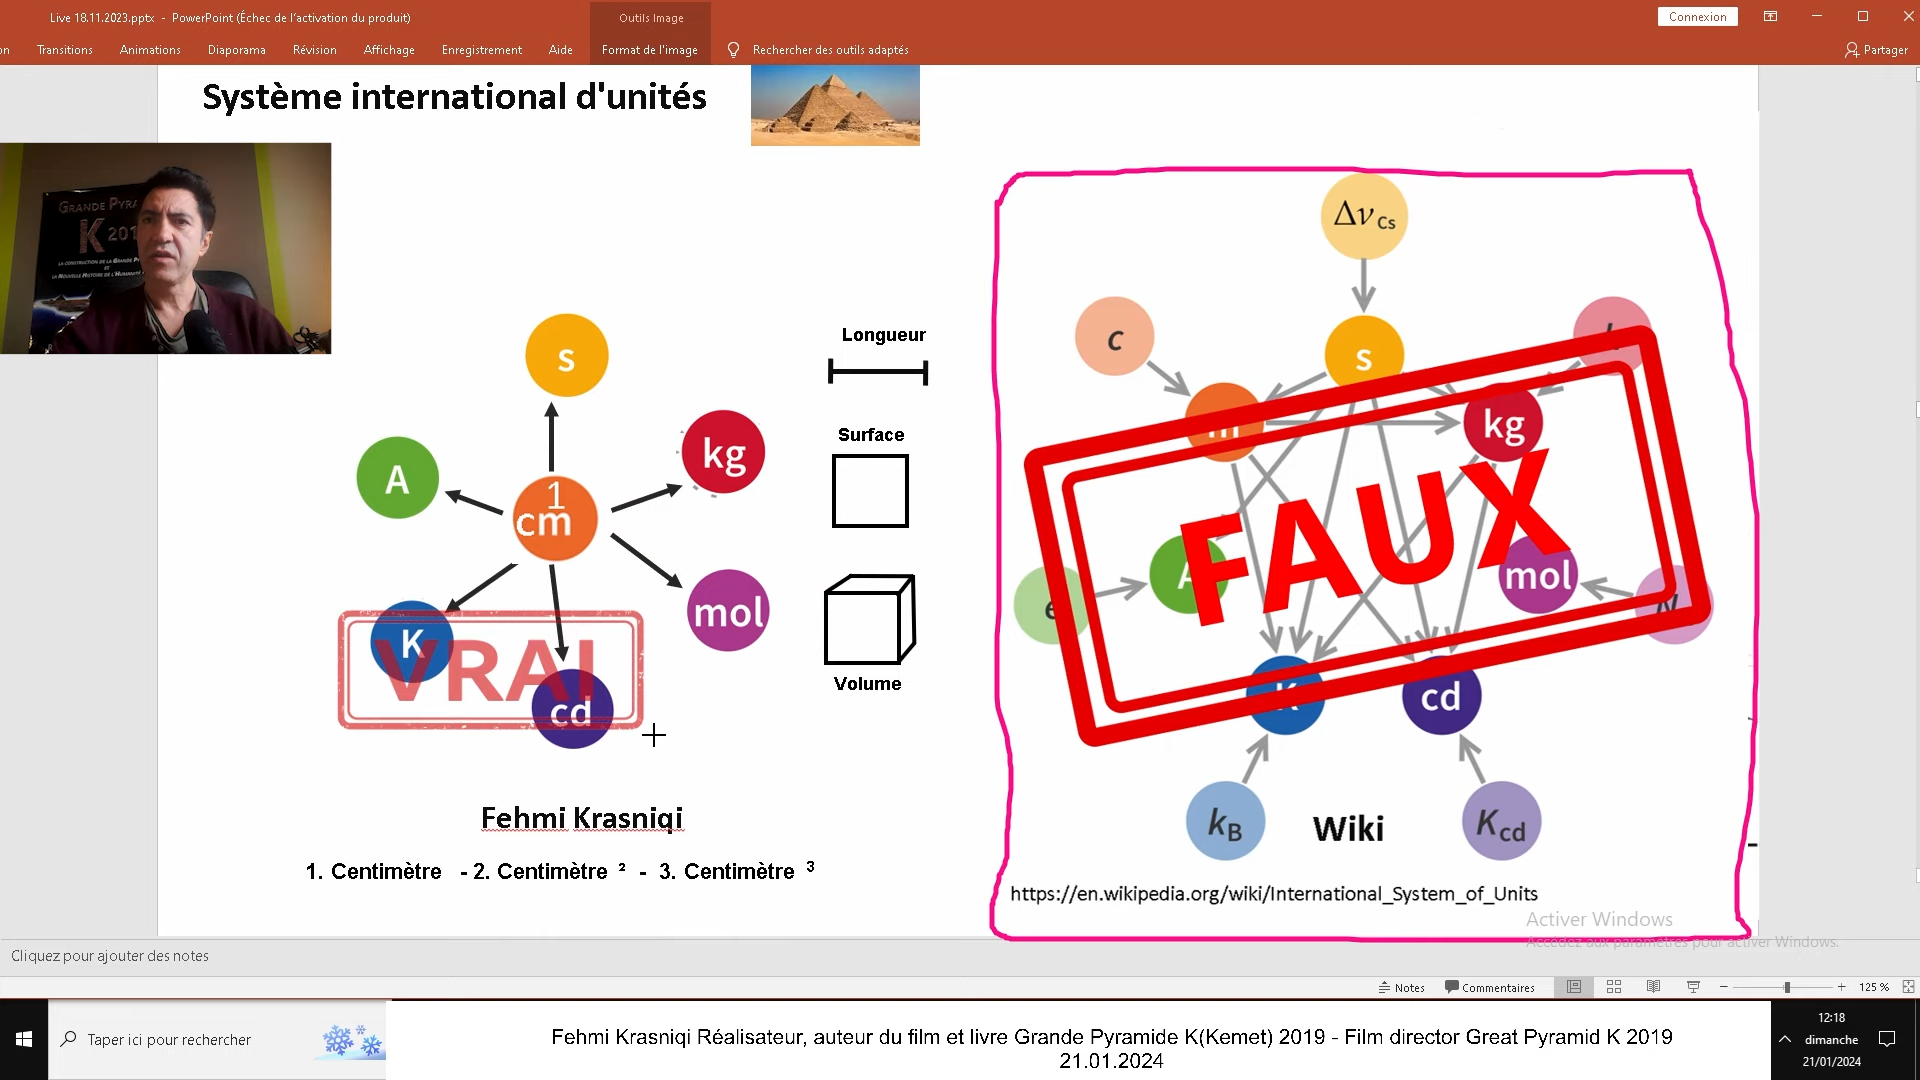 Live 18.11.2023.pptx - PowerPoint (Échec de l'activation du produit)
Outils Image
Connexion
Transitions
Animations
Diaporama
Révision
Affichage
Enregistrement
Aide
Format de l'image
Rechercher des outils adaptés
Partager
Système international d'unités
GRANDE PYRA
K 201
Δν Cs
c
s
kg
A
mol
e
N
FAUX
K
cd
kB
Wiki
Kcd
https://en.wikipedia.org/wiki/International_System_of_Units
s
A
kg
1
cm
mol
K
VRAI
cd
Longueur
Surface
Volume
Fehmi Krasniqi
1. Centimètre - 2. Centimètre ² - 3. Centimètre ³
Activer Windows
Accédez aux paramètres pour activer Windows.
Cliquez pour ajouter des notes
Notes
Commentaires
125 %
Taper ici pour rechercher
Fehmi Krasniqi Réalisateur, auteur du film et livre Grande Pyramide K(Kemet) 2019 - Film director Great Pyramid K 2019
21.01.2024
12:18
dimanche
21/01/2024